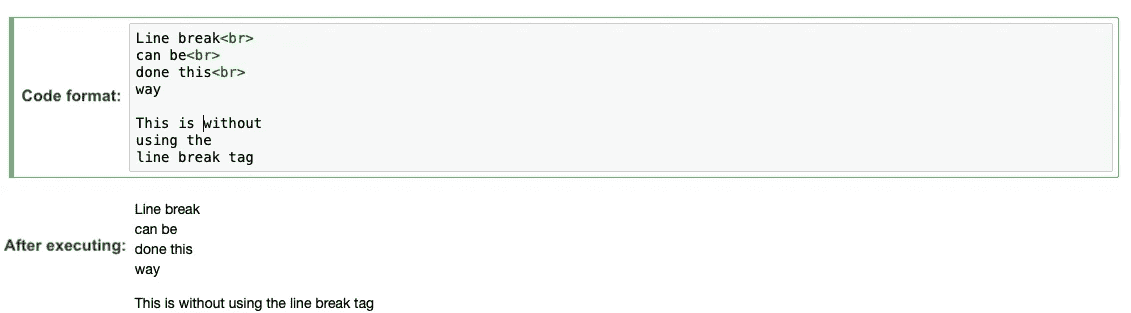 Code format:
Line break<br>
can be<br>
done this<br>
way
This is without
using the
line break tag
After executing:
Line break
can be
done this
way
This is without using the line break tag